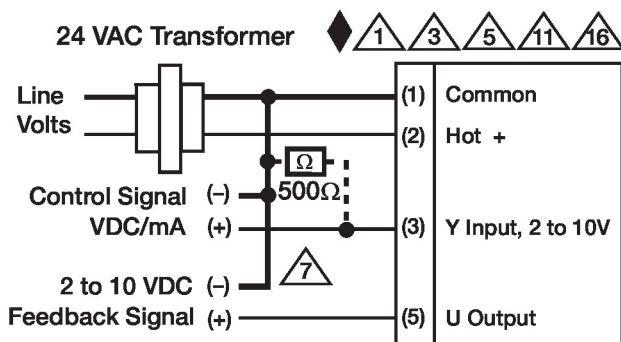 24 VAC Transformer
1 3 5 11 16
Line
Volts
(1) Common
(2) Hot +
Ω
500Ω
Control Signal (–)
VDC/mA (+)
(3) Y Input, 2 to 10V
7
2 to 10 VDC (–)
Feedback Signal (+)
(5) U Output